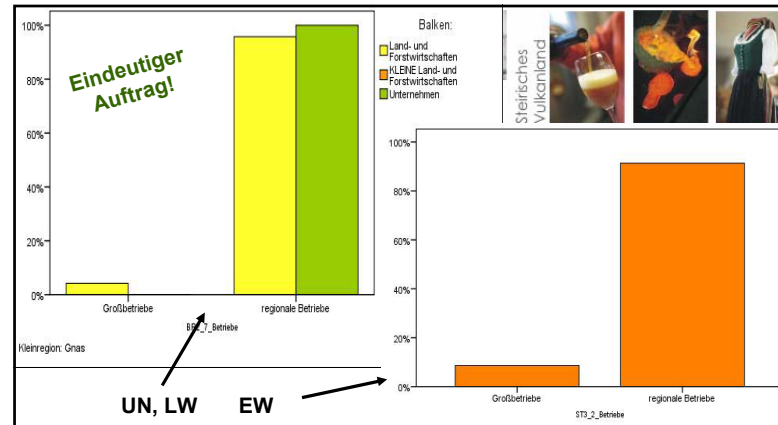 Eindeutiger
Auftrag!
100%
80%
60%
40%
20%
0%
Großbetriebe
regionale Betriebe
Kleinregion: Gnas
Balken:
Land- und
Forstwirtschaften
KLEINE Land- und
Forstwirtschaften
Unternehmen
Steirisches
Vulkanland
100%
80%
60%
40%
20%
0%
Großbetriebe
regionale Betriebe
ST3_2_Betriebe
UN, LW
EW